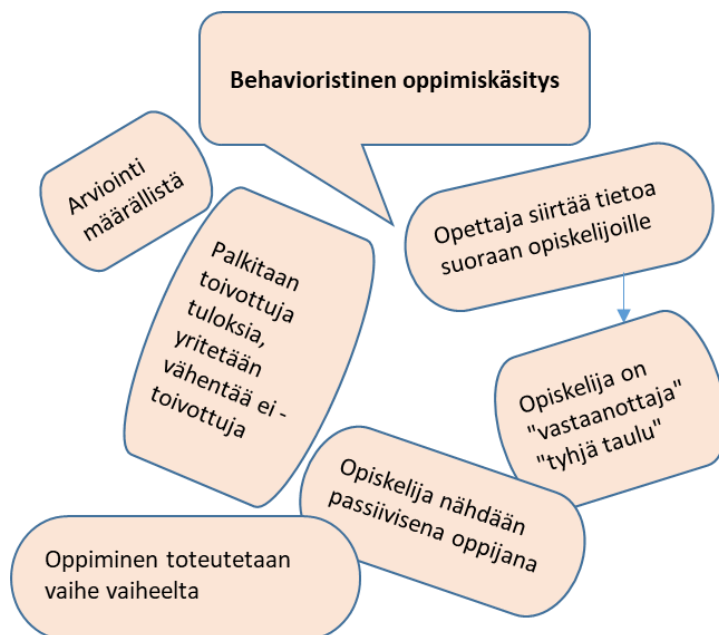 Behavioristinen oppimiskäsitys
Arviointi
määrällistä
Opettaja siirtää tietoa
suoraan opiskelijoille
Palkitaan
toivottuja
tuloksia,
yritetään
vähentää ei -
toivottuja
Opiskelija on
"vastaanottaja"
"tyhjä taulu"
Opiskelija nähdään
passiivisena oppijana
Oppiminen toteutetaan
vaihe vaiheelta